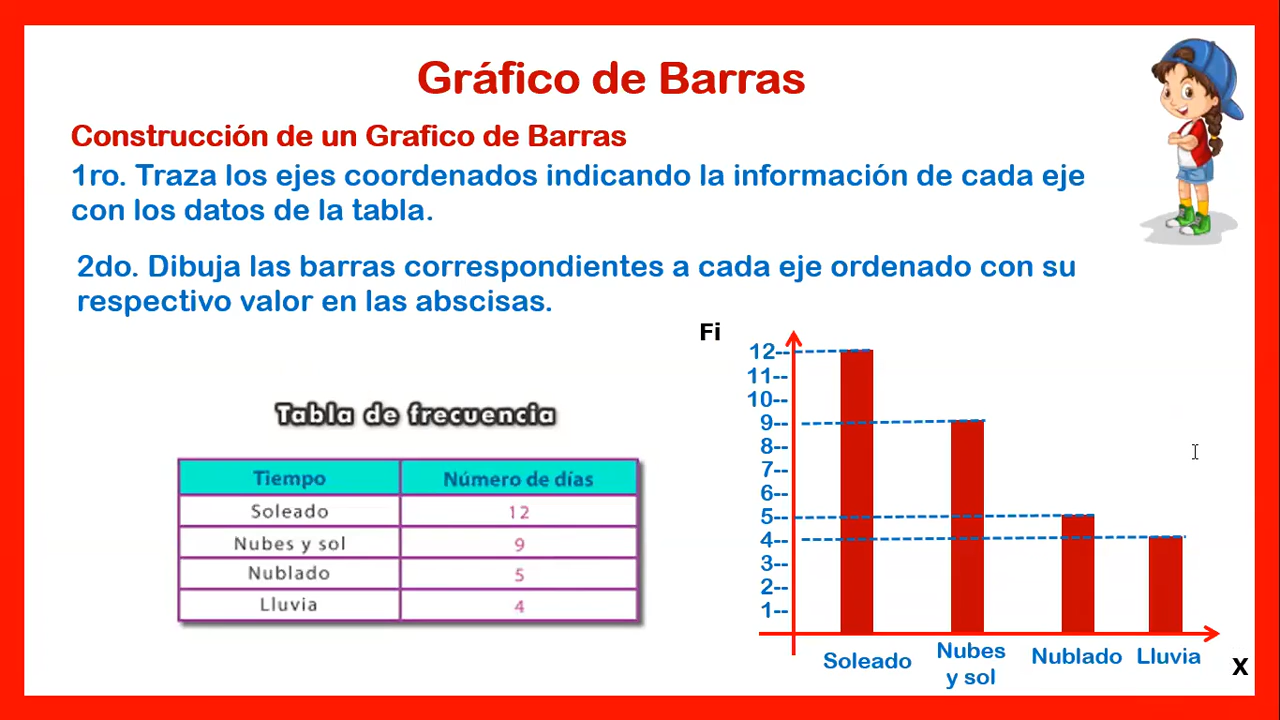 Gráfico de Barras
Construcción de un Grafico de Barras
1ro. Traza los ejes coordenados indicando la información de cada eje
con los datos de la tabla.
2do. Dibuja las barras correspondientes a cada eje ordenado con su
respectivo valor en las abscisas.
Tabla de frecuencia
Tiempo Número de días
Soleado 12
Nubes y sol 9
Nublado 5
Lluvia 4
Fi
12--
11--
10--
9--
8--
7--
6--
5--
4--
3--
2--
1--
Soleado Nubes Nublado Lluvia
y sol
X